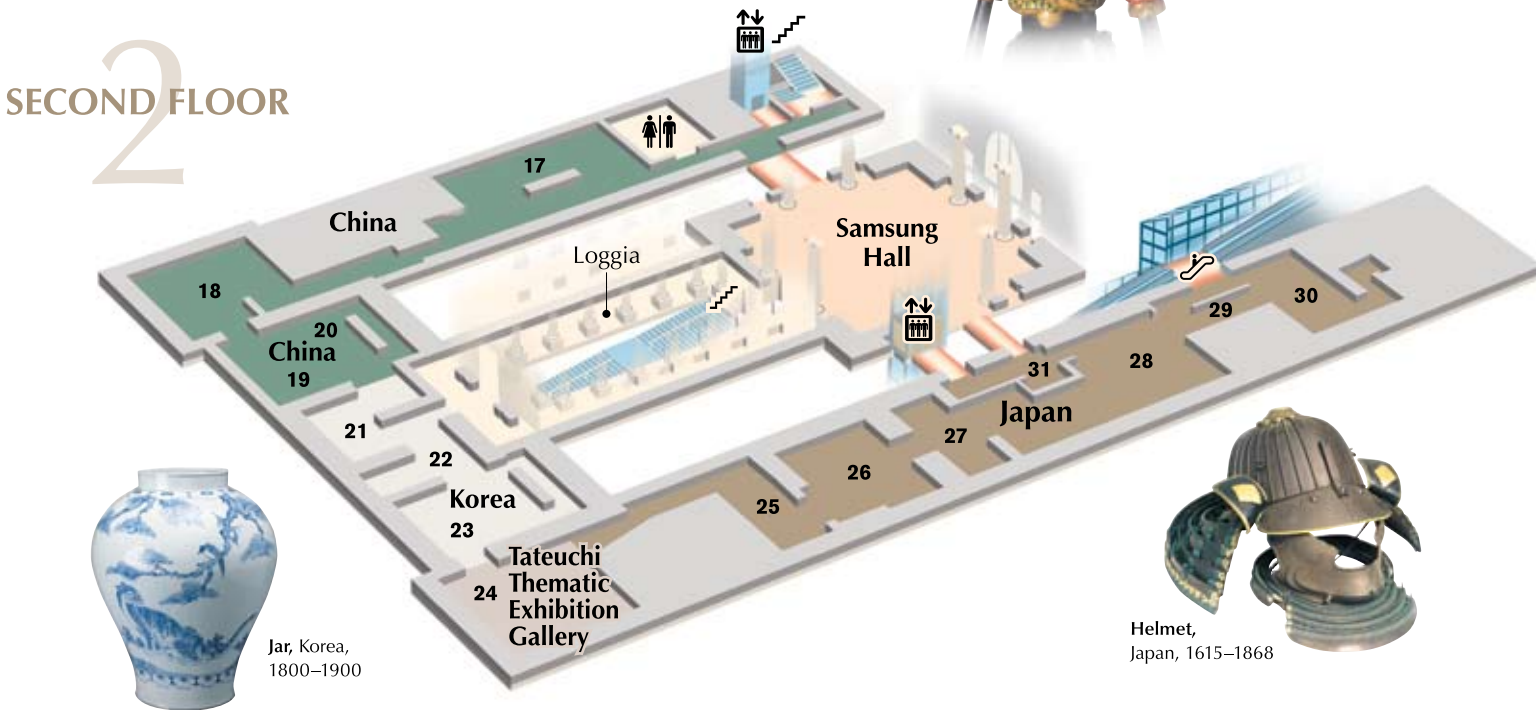 2
SECOND FLOOR
17
China
18
20
China
19
Loggia
Samsung
Hall
21
22
Korea
23
24
Tateuchi
Thematic
Exhibition
Gallery
25
26
27
Japan
31
28
29
30
Jar, Korea,
1800–1900
Helmet,
Japan, 1615–1868